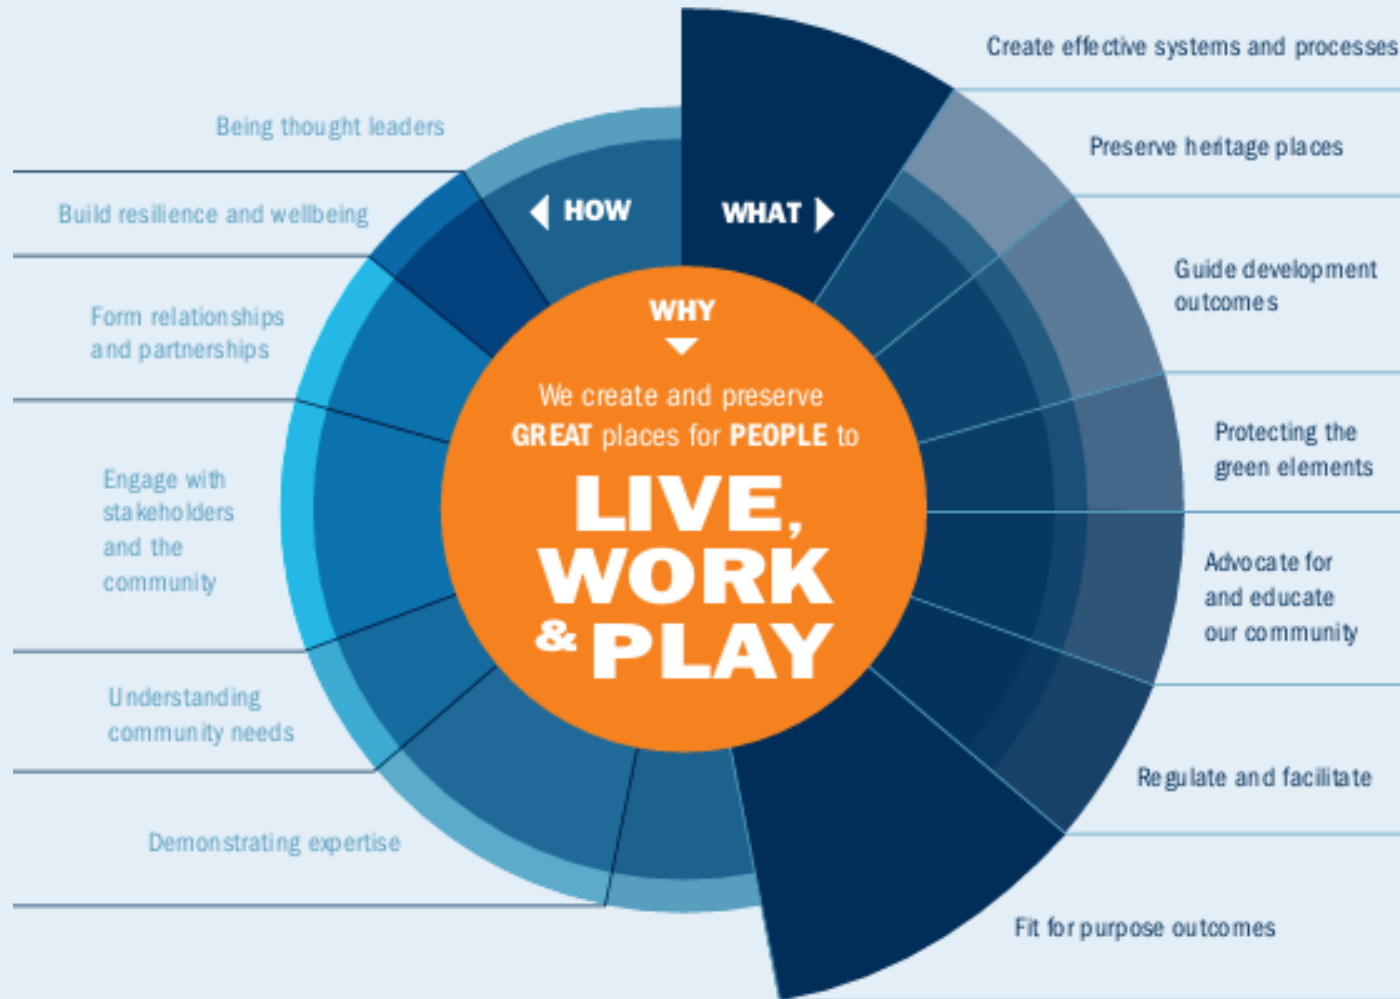 Create effective systems and processes
Being thought leaders
Preserve heritage places
Build resilience and wellbeing
HOW
WHAT
Guide development
outcomes
Form relationships
and partnerships
WHY
We create and preserve
GREAT places for PEOPLE to
LIVE,
WORK
& PLAY
Protecting the
green elements
Engage with
stakeholders
and the
community
Advocate for
and educate
our community
Understanding
community needs
Regulate and facilitate
Demonstrating expertise
Fit for purpose outcomes